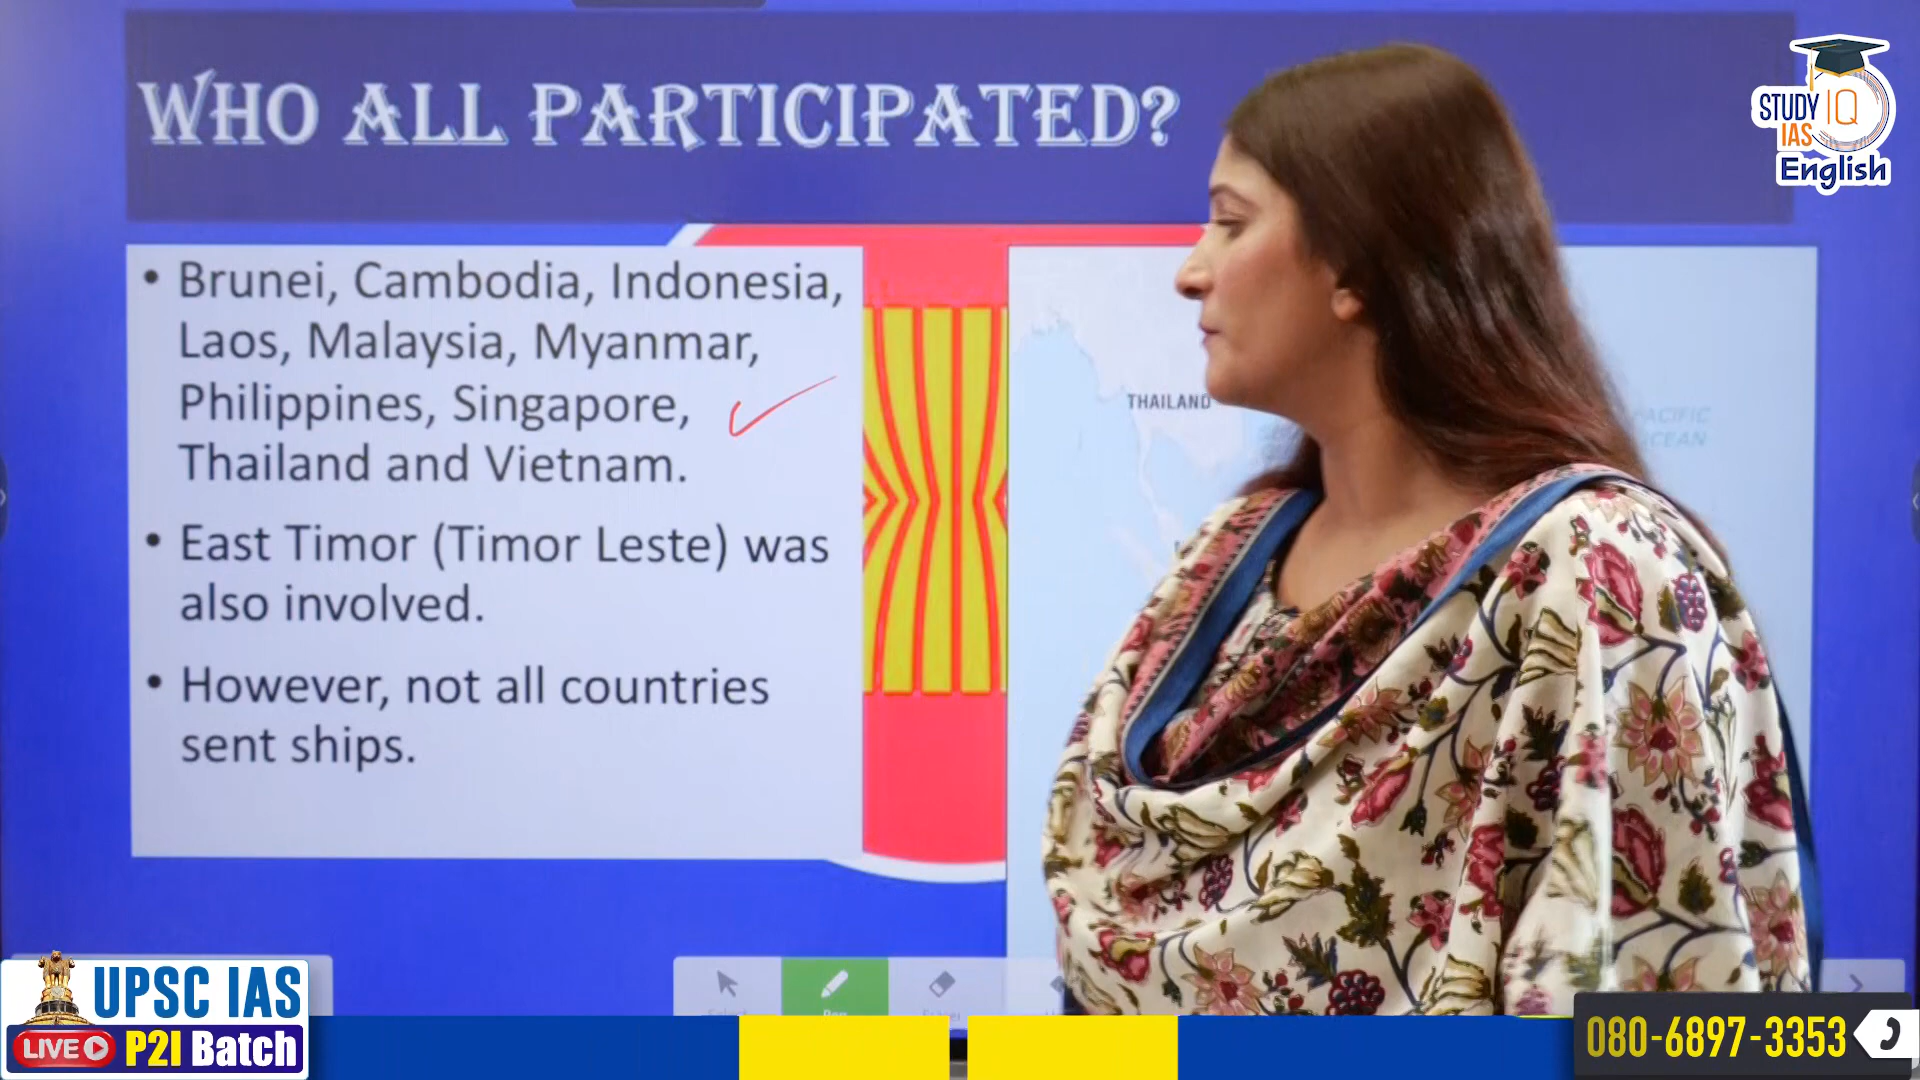 WHO ALL PARTICIPATED?
STUDY IQ
IAS
English
• Brunei, Cambodia, Indonesia,
Laos, Malaysia, Myanmar,
Philippines, Singapore,
Thailand and Vietnam.
• East Timor (Timor Leste) was
also involved.
• However, not all countries
sent ships.
THAILAND
PACIFIC
OCEAN
UPSC IAS
LIVE P2I Batch
080-6897-3353